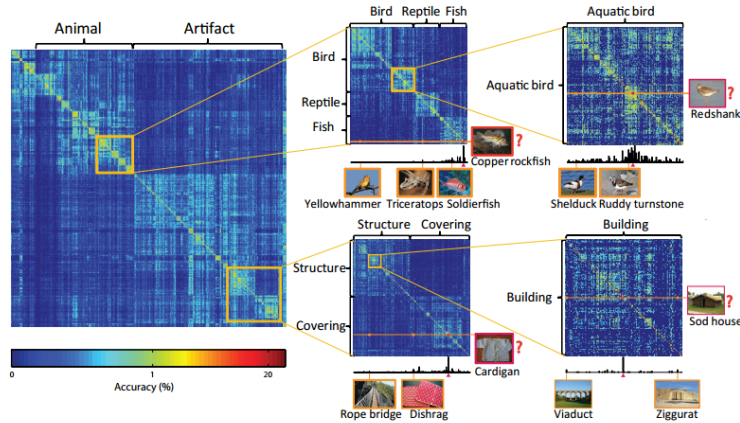 Animal Artifact
Bird Reptile Fish
Bird
Reptile
Fish
?
Copper rockfish
Yellowhammer Triceratops Soldierfish
Aquatic bird
Aquatic bird
?
Redshank
Shelduck Ruddy turnstone
Structure Covering
Structure
Covering
?
Cardigan
Rope bridge Dishrag
Building
Building
?
Sod house
Viaduct Ziggurat
0 1 20
Accuracy (%)